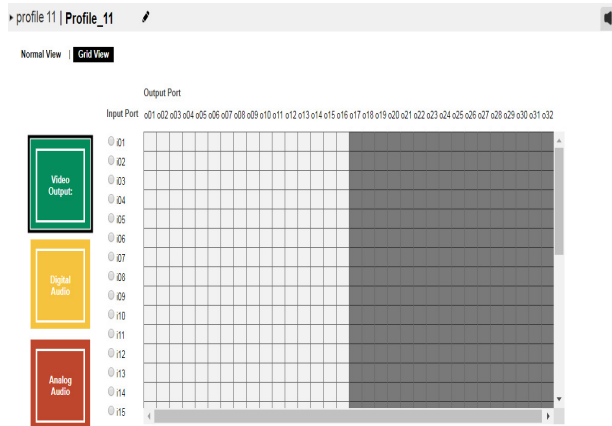 profile 11 | Profile_11
Normal View | Grid View
Output Port
Input Port o01 o02 o03 o04 o05 o06 o07 o08 o09 o10 o11 o12 o13 o14 o15 o16 o17 o18 o19 o20 o21 o22 o23 o24 o25 o26 o27 o28 o29 o30 o31 o32
i01
i02
i03
i04
i05
i06
i07
i08
i09
i10
i11
i12
i13
i14
i15
Video
Output:
Digital
Audio
Analog
Audio